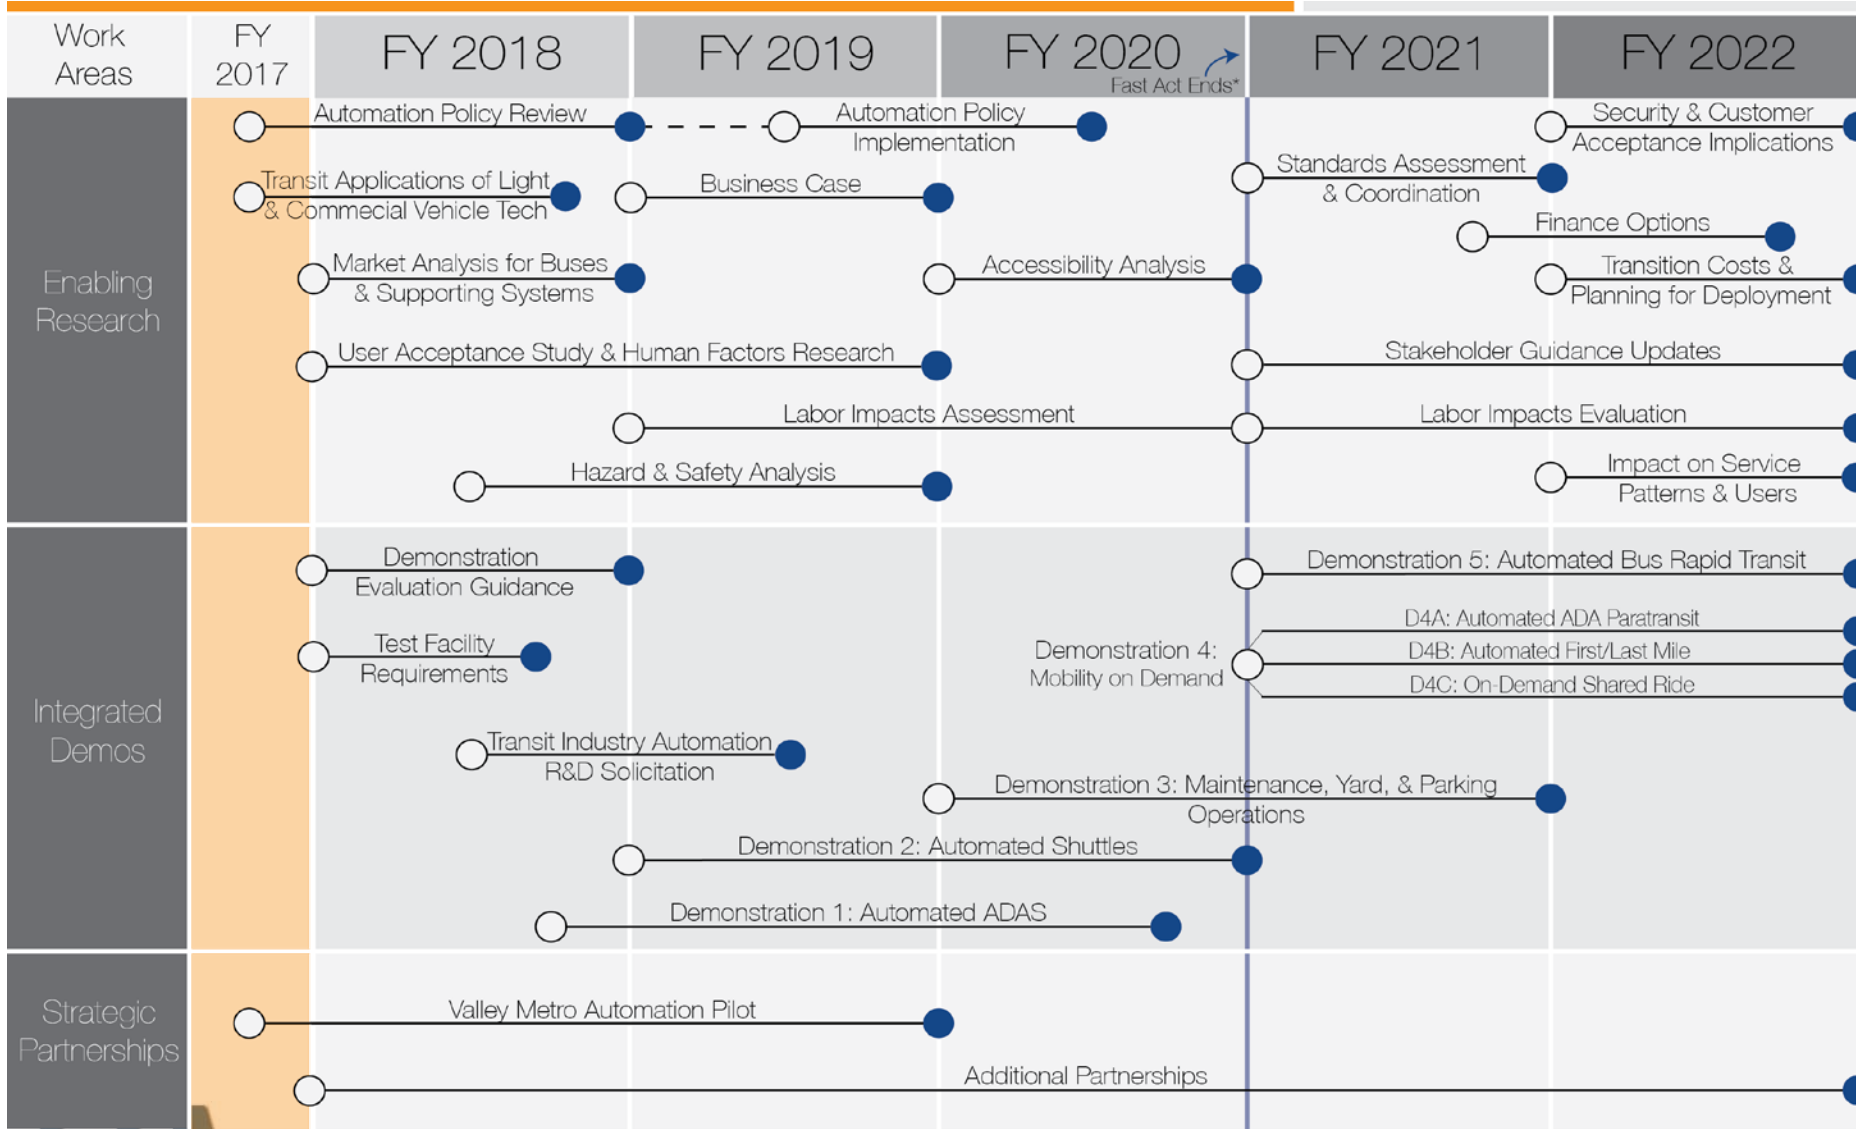 Work
Areas
FY
2017
FY 2018
FY 2019
FY 2020
Fast Act Ends*
FY 2021
FY 2022
Enabling
Research
Automation Policy Review
Automation Policy
Implementation
Security & Customer
Acceptance Implications
Transit Applications of Light
& Commecial Vehicle Tech
Business Case
Standards Assessment
& Coordination
Finance Options
Market Analysis for Buses
& Supporting Systems
Accessibility Analysis
Transition Costs &
Planning for Deployment
User Acceptance Study & Human Factors Research
Stakeholder Guidance Updates
Labor Impacts Assessment
Labor Impacts Evaluation
Hazard & Safety Analysis
Impact on Service
Patterns & Users
Integrated
Demos
Demonstration
Evaluation Guidance
Demonstration 5: Automated Bus Rapid Transit
Test Facility
Requirements
Demonstration 4:
Mobility on Demand
D4A: Automated ADA Paratransit
D4B: Automated First/Last Mile
D4C: On-Demand Shared Ride
Transit Industry Automation
R&D Solicitation
Demonstration 3: Maintenance, Yard, & Parking
Operations
Demonstration 2: Automated Shuttles
Demonstration 1: Automated ADAS
Strategic
Partnerships
Valley Metro Automation Pilot
Additional Partnerships